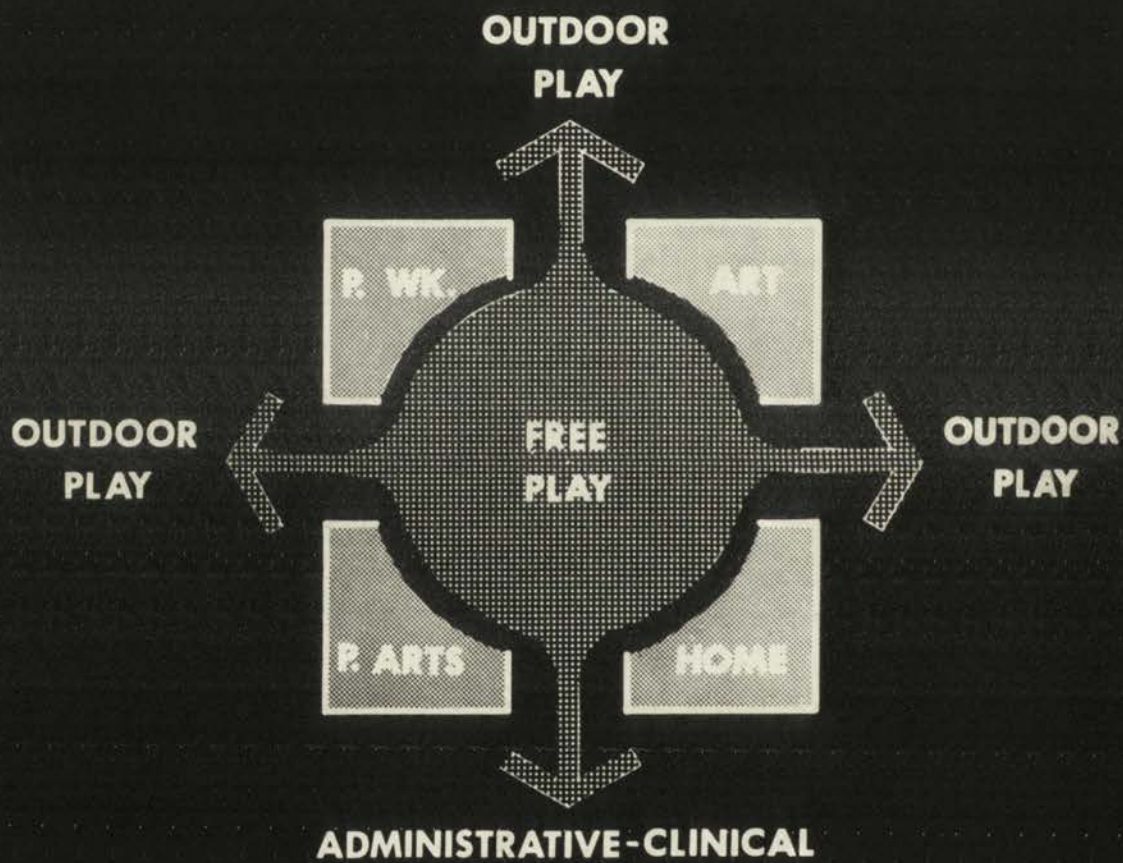 OUTDOOR
PLAY
P. WK.
ART
OUTDOOR
PLAY
FREE
PLAY
OUTDOOR
PLAY
P. ARTS
HOME
ADMINISTRATIVE-CLINICAL